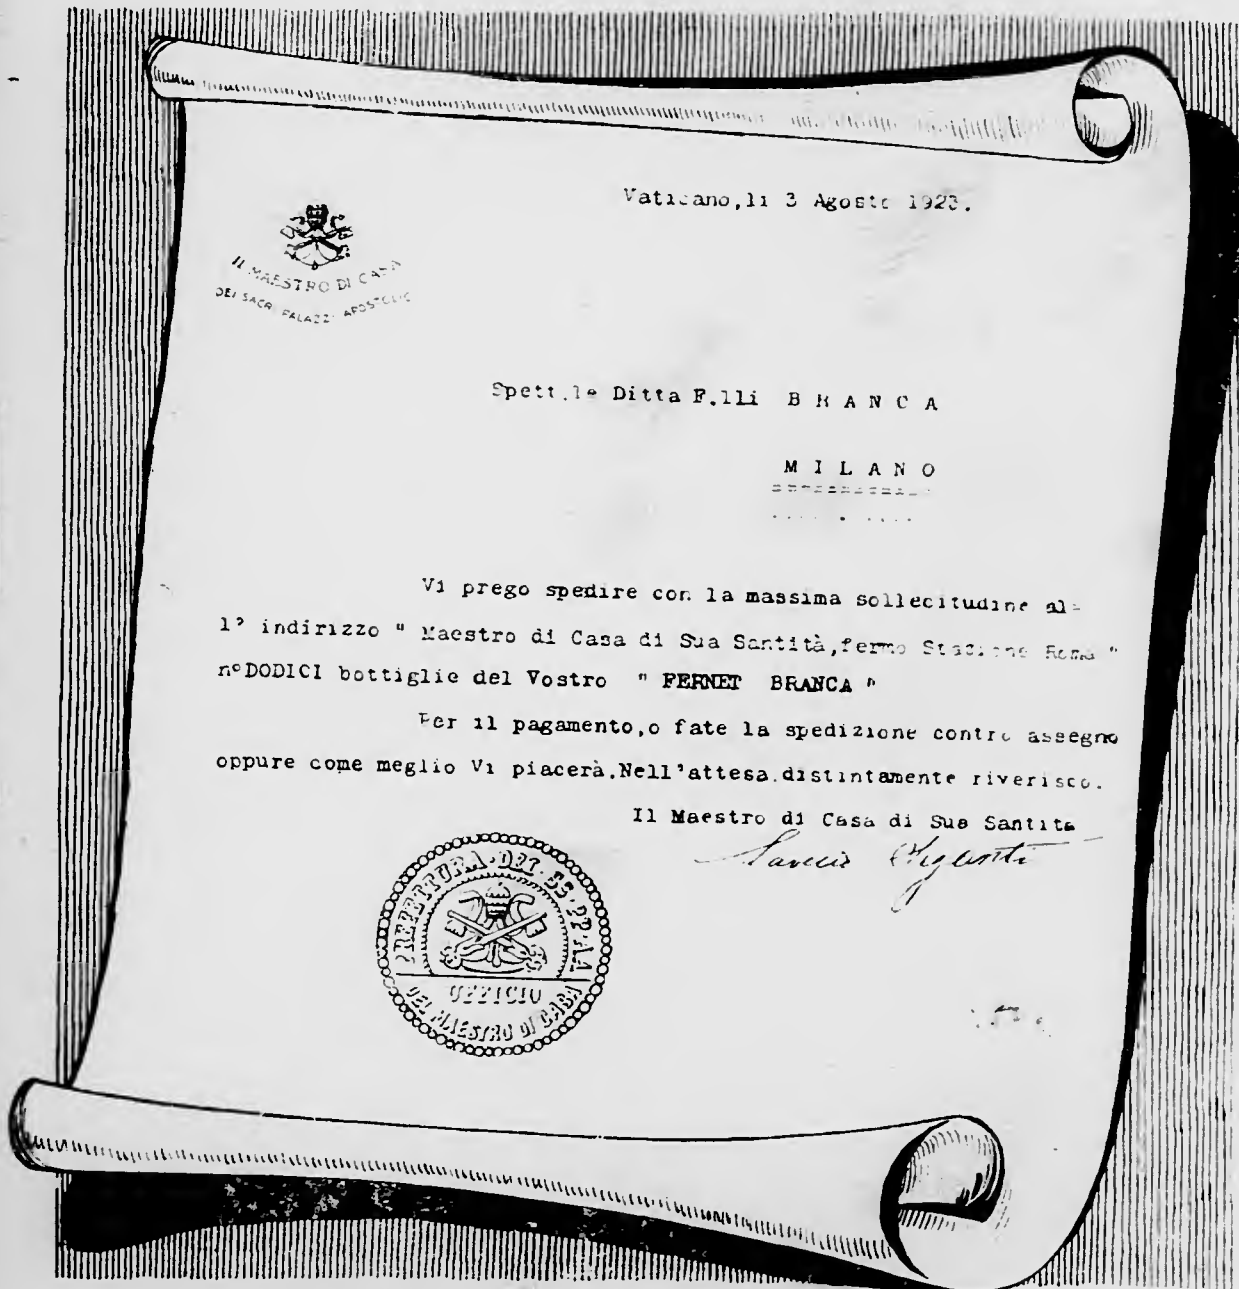 Vaticano, li 3 Agosto 1923.
IL MAESTRO DI CASA
DEI SACRI PALAZZI APOSTOLICI
Spett.le Ditta F.lli B R A N C A
M I L A N O
Vi prego spedire con la massima sollecitudine al=
l' indirizzo " Maestro di Casa di Sua Santità, fermo Stazione Roma "
n° DODICI bottiglie del Vostro " FERNET BRANCA "
Per il pagamento, o fate la spedizione contro assegno
oppure come meglio Vi piacerà. Nell'attesa. distintamente riverisco.
Il Maestro di Casa di Sua Santità
PREFETTURA·DEI·SS·PP·AA
UFFICIO
DEL MAESTRO DI CASA